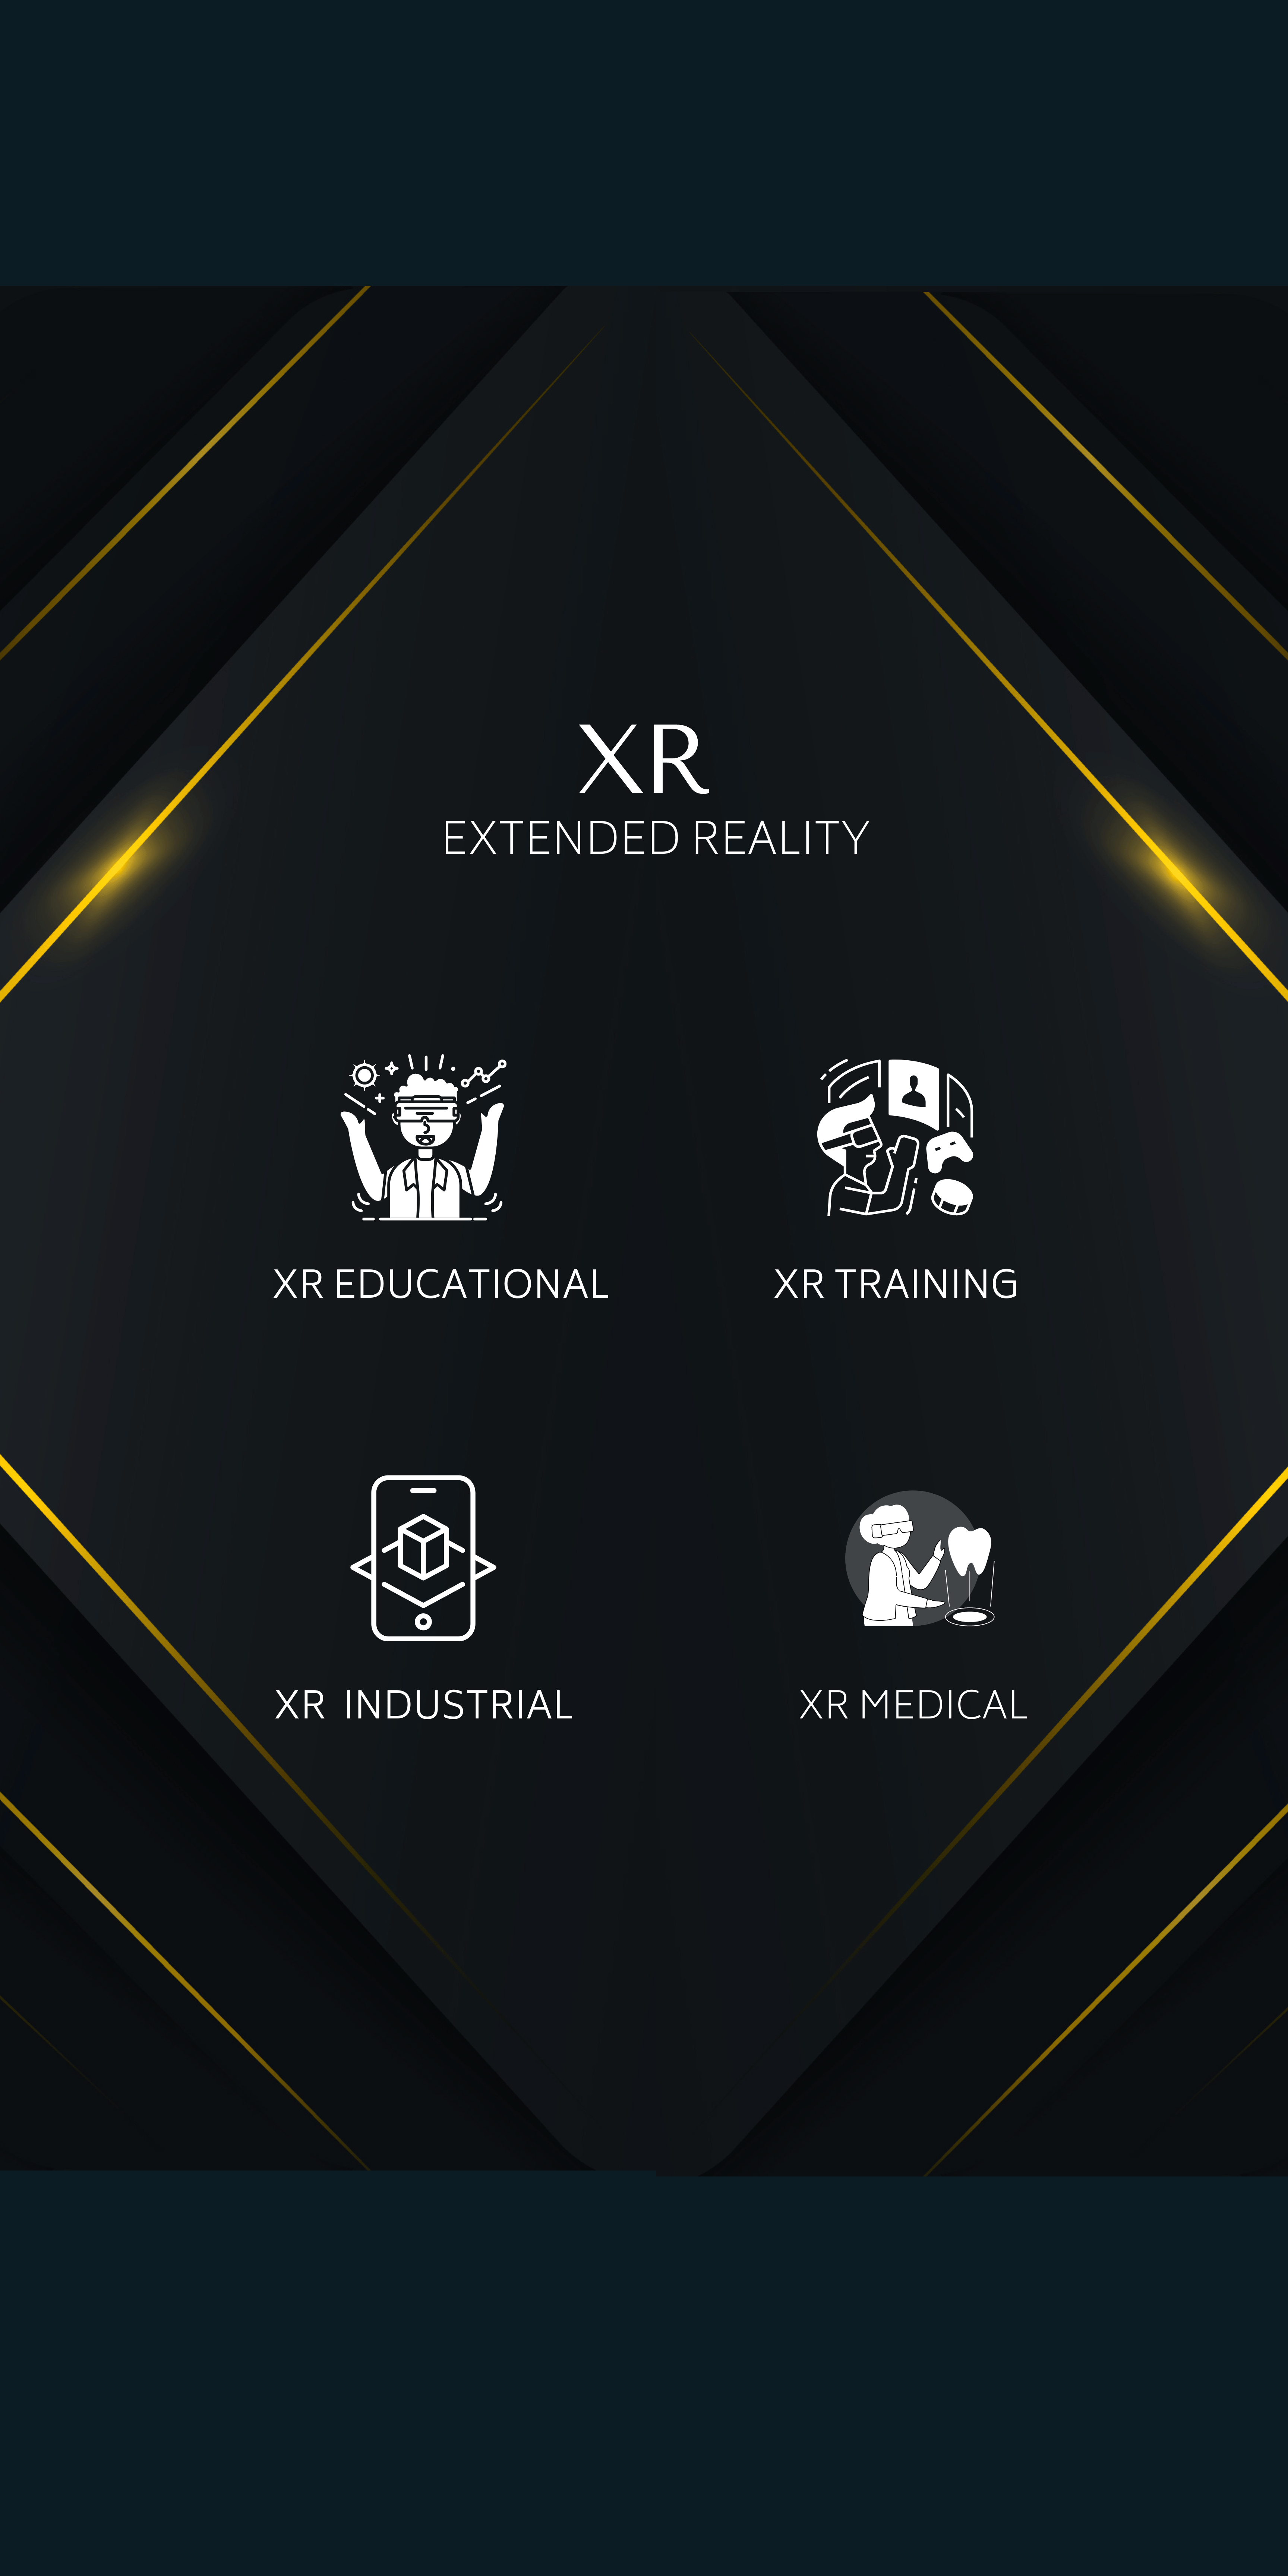 XR
EXTENDED REALITY
XR EDUCATIONAL
XR TRAINING
XR INDUSTRIAL
XR MEDICAL